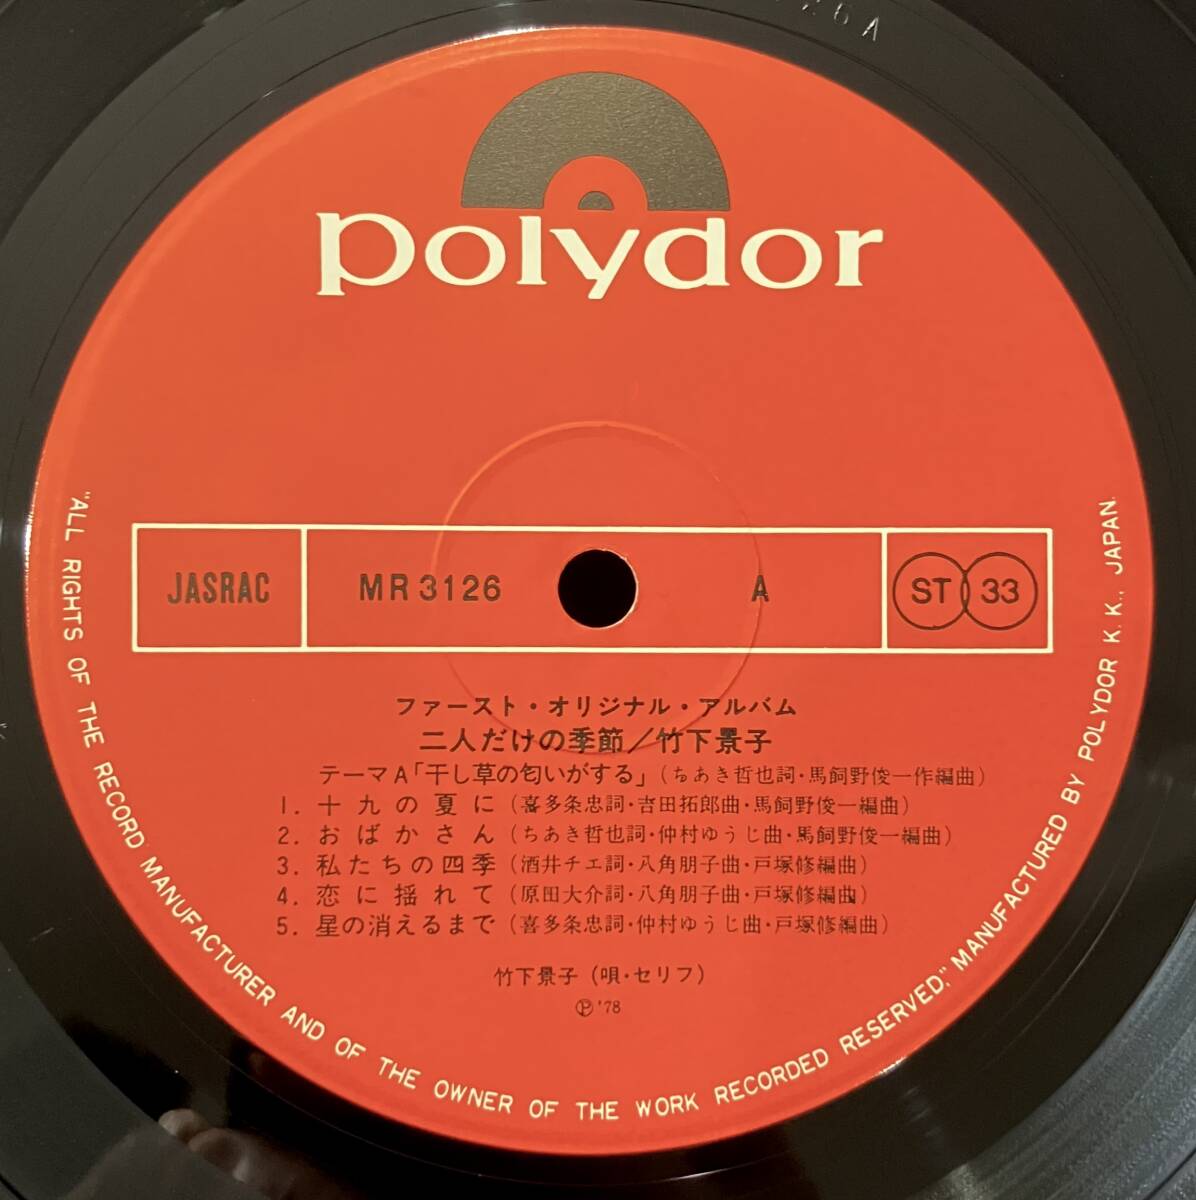 polydor
JASRAC
MR 3126
A
ST 33
ファースト・オリジナル・アルバム
二人だけの季節／竹下景子
テーマA「干し草の匂いがする」（ちあき哲也詞・馬飼野俊一作編曲）
1. 十九の夏に（喜多条忠詞・吉田拓郎曲・馬飼野俊一編曲）
2. おばかさん（ちあき哲也詞・仲村ゆうじ曲・馬飼野俊一編曲）
3. 私たちの四季（酒井チエ詞・八角朋子曲・戸塚修編曲）
4. 恋に揺れて（原田大介詞・八角朋子曲・戸塚修編曲）
5. 星の消えるまで（喜多条忠詞・仲村ゆうじ曲・戸塚修編曲）
竹下景子（唄・セリフ）
Ⓟ'78
"ALL RIGHTS OF THE RECORD MANUFACTURER AND OF THE OWNER OF THE WORK RECORDED RESERVED," MANUFACTURED BY POLYDOR K.K., JAPAN.